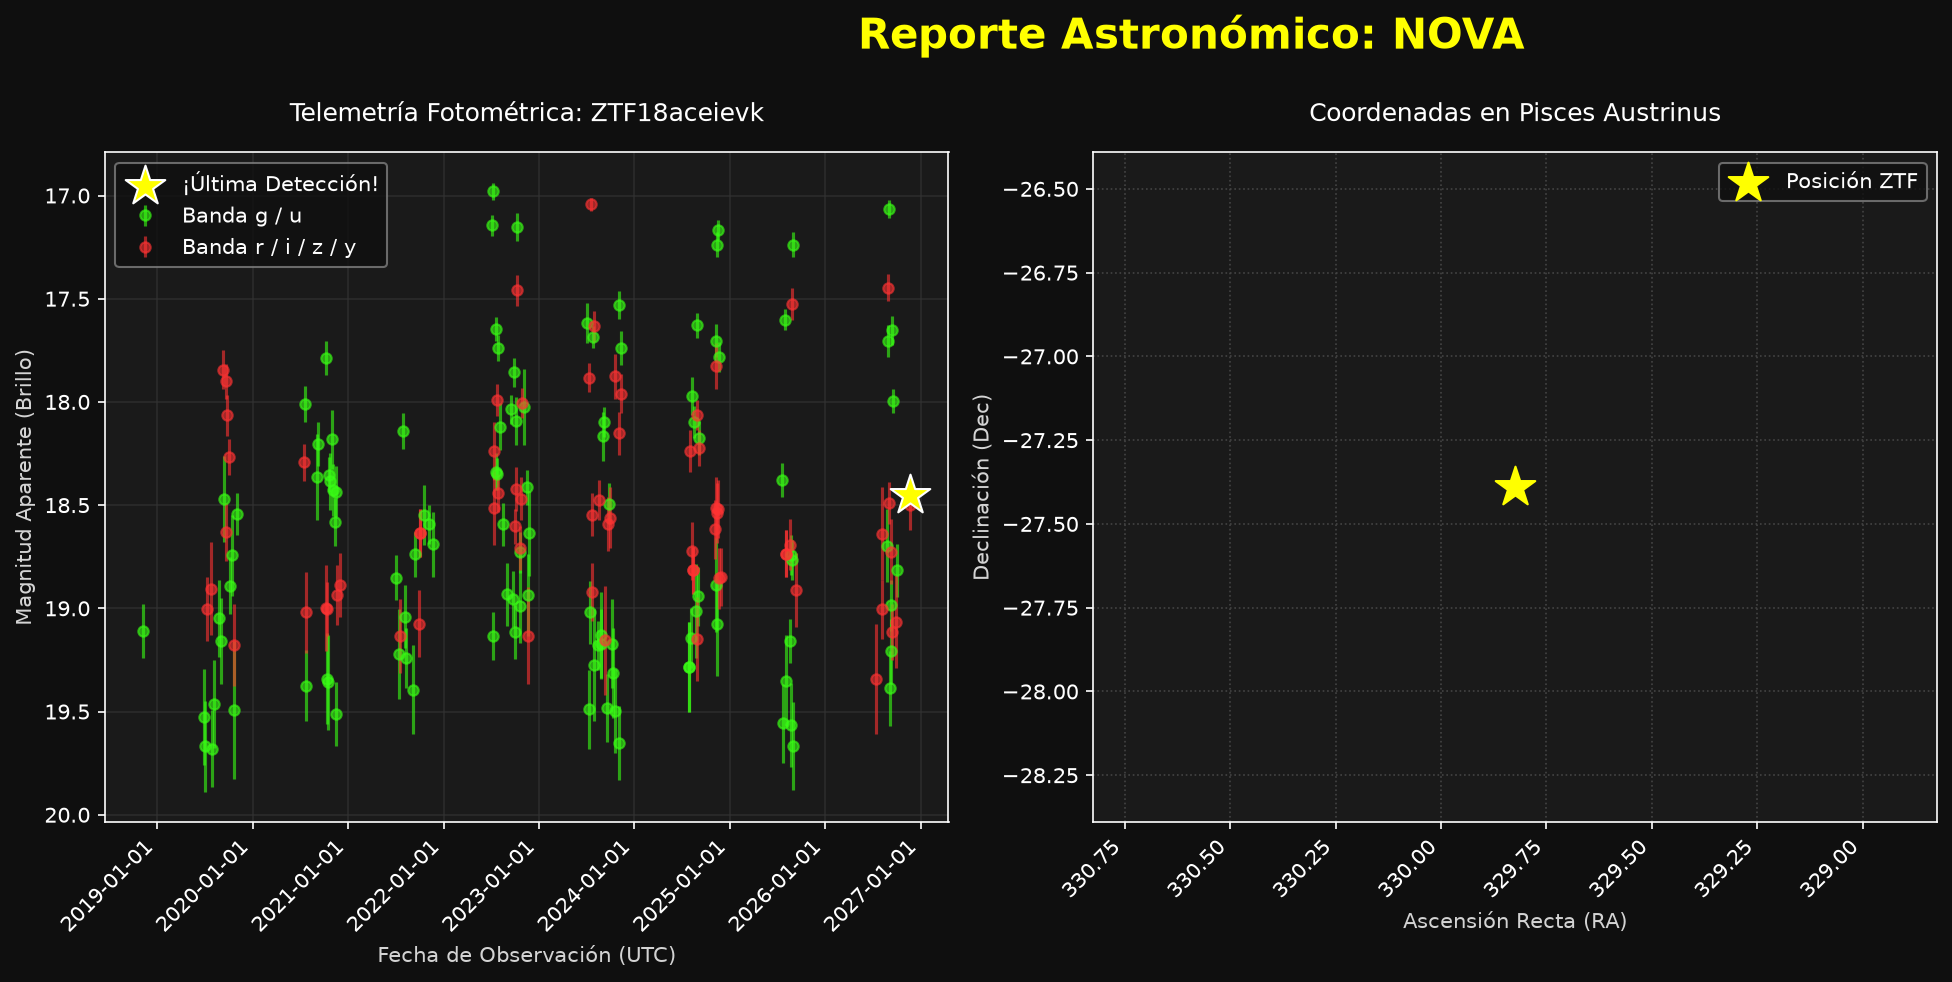 Reporte Astronómico: NOVA
Telemetría Fotométrica: ZTF18aceievk
¡Última Detección!
Banda g / u
Banda r / i / z / y
Magnitud Aparente (Brillo)
17.0
17.5
18.0
18.5
19.0
19.5
20.0
2019-01-01
2020-01-01
2021-01-01
2022-01-01
2023-01-01
2024-01-01
2025-01-01
2026-01-01
2027-01-01
Fecha de Observación (UTC)
Coordenadas en Pisces Austrinus
Posición ZTF
Declinación (Dec)
−26.50
−26.75
−27.00
−27.25
−27.50
−27.75
−28.00
−28.25
330.75
330.50
330.25
330.00
329.75
329.50
329.25
329.00
Ascensión Recta (RA)